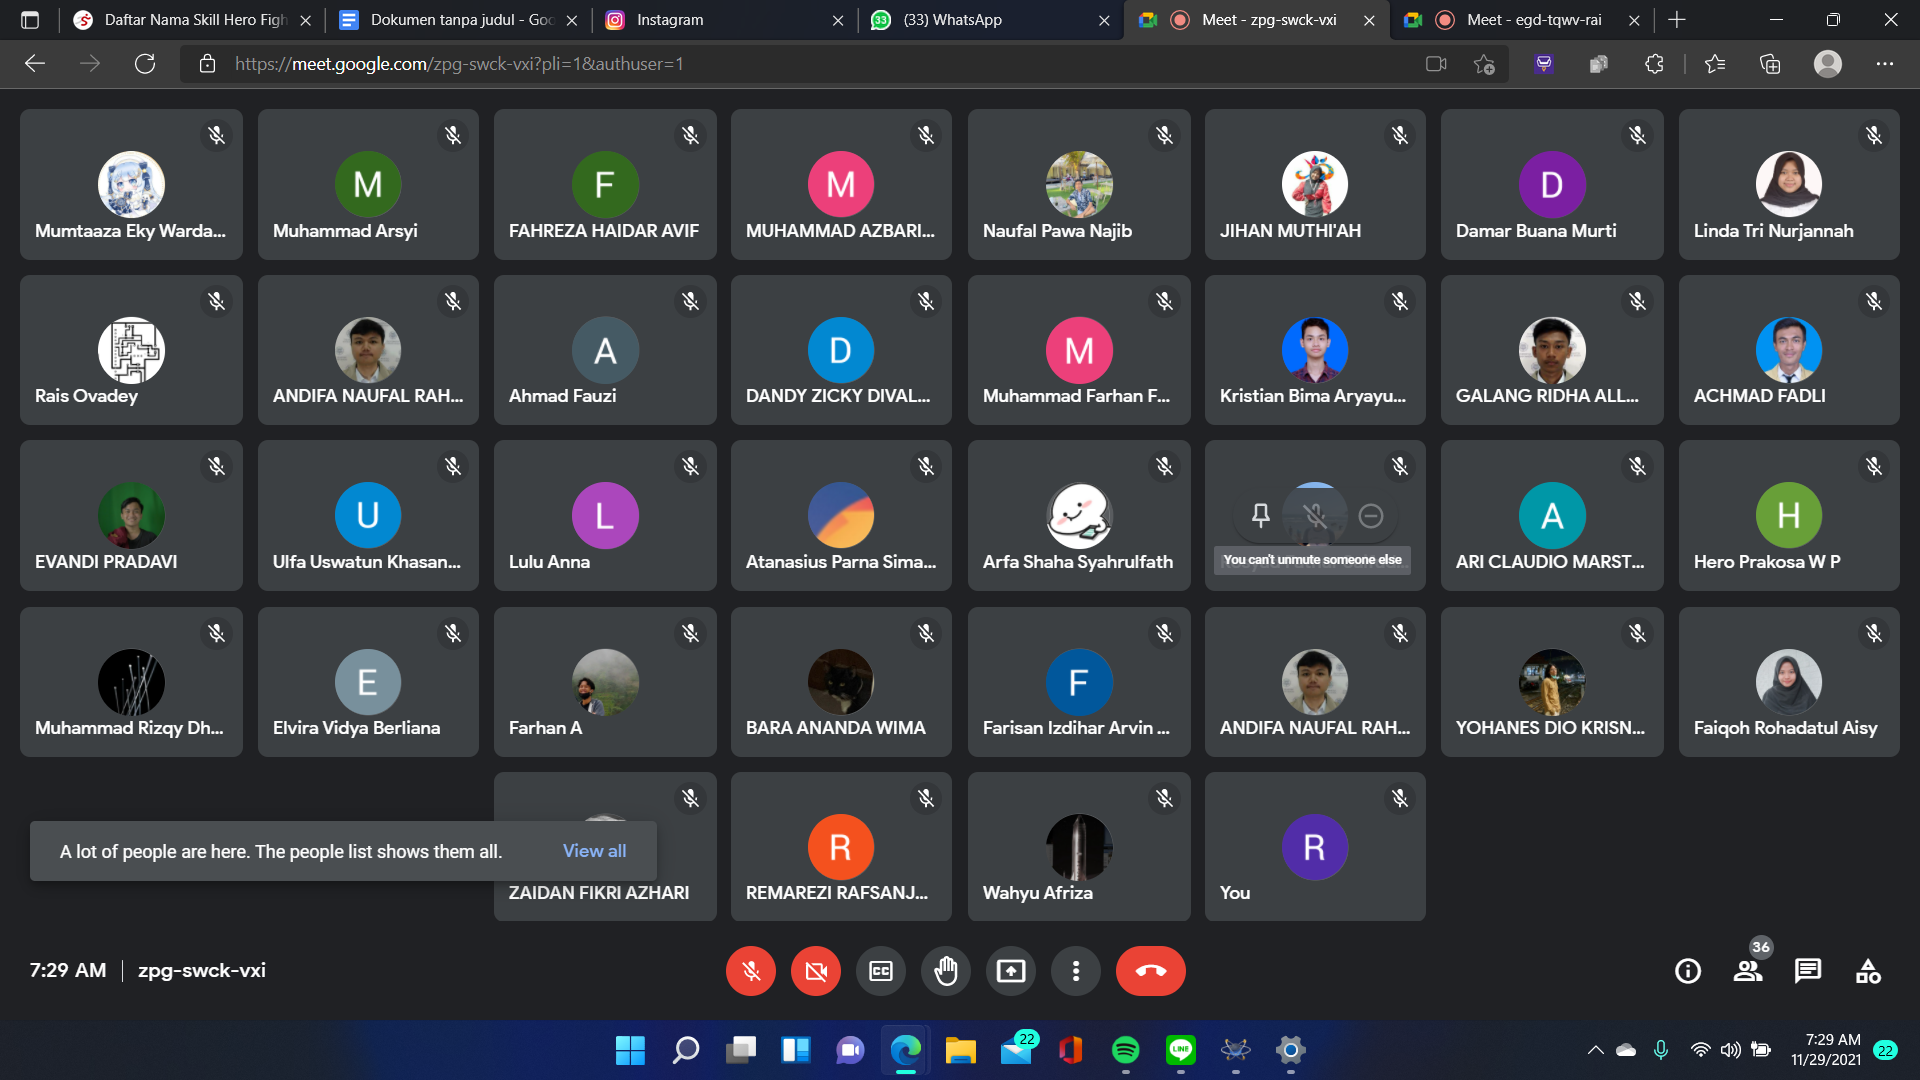 Daftar Nama Skill Hero Figh
Dokumen tanpa judul - Goo
Instagram
33
(33) WhatsApp
Meet - zpg-swck-vxi
Meet - egd-tqwv-rai
https://meet.google.com/zpg-swck-vxi?pli=1&authuser=1
M
F
M
D
Mumtaaza Eky Warda...
Muhammad Arsyi
FAHREZA HAIDAR AVIF
MUHAMMAD AZBARI...
Naufal Pawa Najib
JIHAN MUTHI'AH
Damar Buana Murti
Linda Tri Nurjannah
A
D
M
Rais Ovadey
ANDIFA NAUFAL RAH...
Ahmad Fauzi
DANDY ZICKY DIVAL...
Muhammad Farhan F...
Kristian Bima Aryayu...
GALANG RIDHA ALL...
ACHMAD FADLI
U
L
A
H
EVANDI PRADAVI
Ulfa Uswatun Khasan...
Lulu Anna
Atanasius Parna Sima...
Arfa Shaha Syahrulfath
You can't unmute someone else
ARI CLAUDIO MARST...
Hero Prakosa W P
E
F
Muhammad Rizqy Dh...
Elvira Vidya Berliana
Farhan A
BARA ANANDA WIMA
Farisan Izdihar Arvin ...
ANDIFA NAUFAL RAH...
YOHANES DIO KRISN...
Faiqoh Rohadatul Aisy
R
R
A lot of people are here. The people list shows them all.
View all
ZAIDAN FIKRI AZHARI
REMAREZI RAFSANJ...
Wahyu Afriza
You
7:29 AM | zpg-swck-vxi
CC
36
22
LINE
7:29 AM
11/29/2021
22